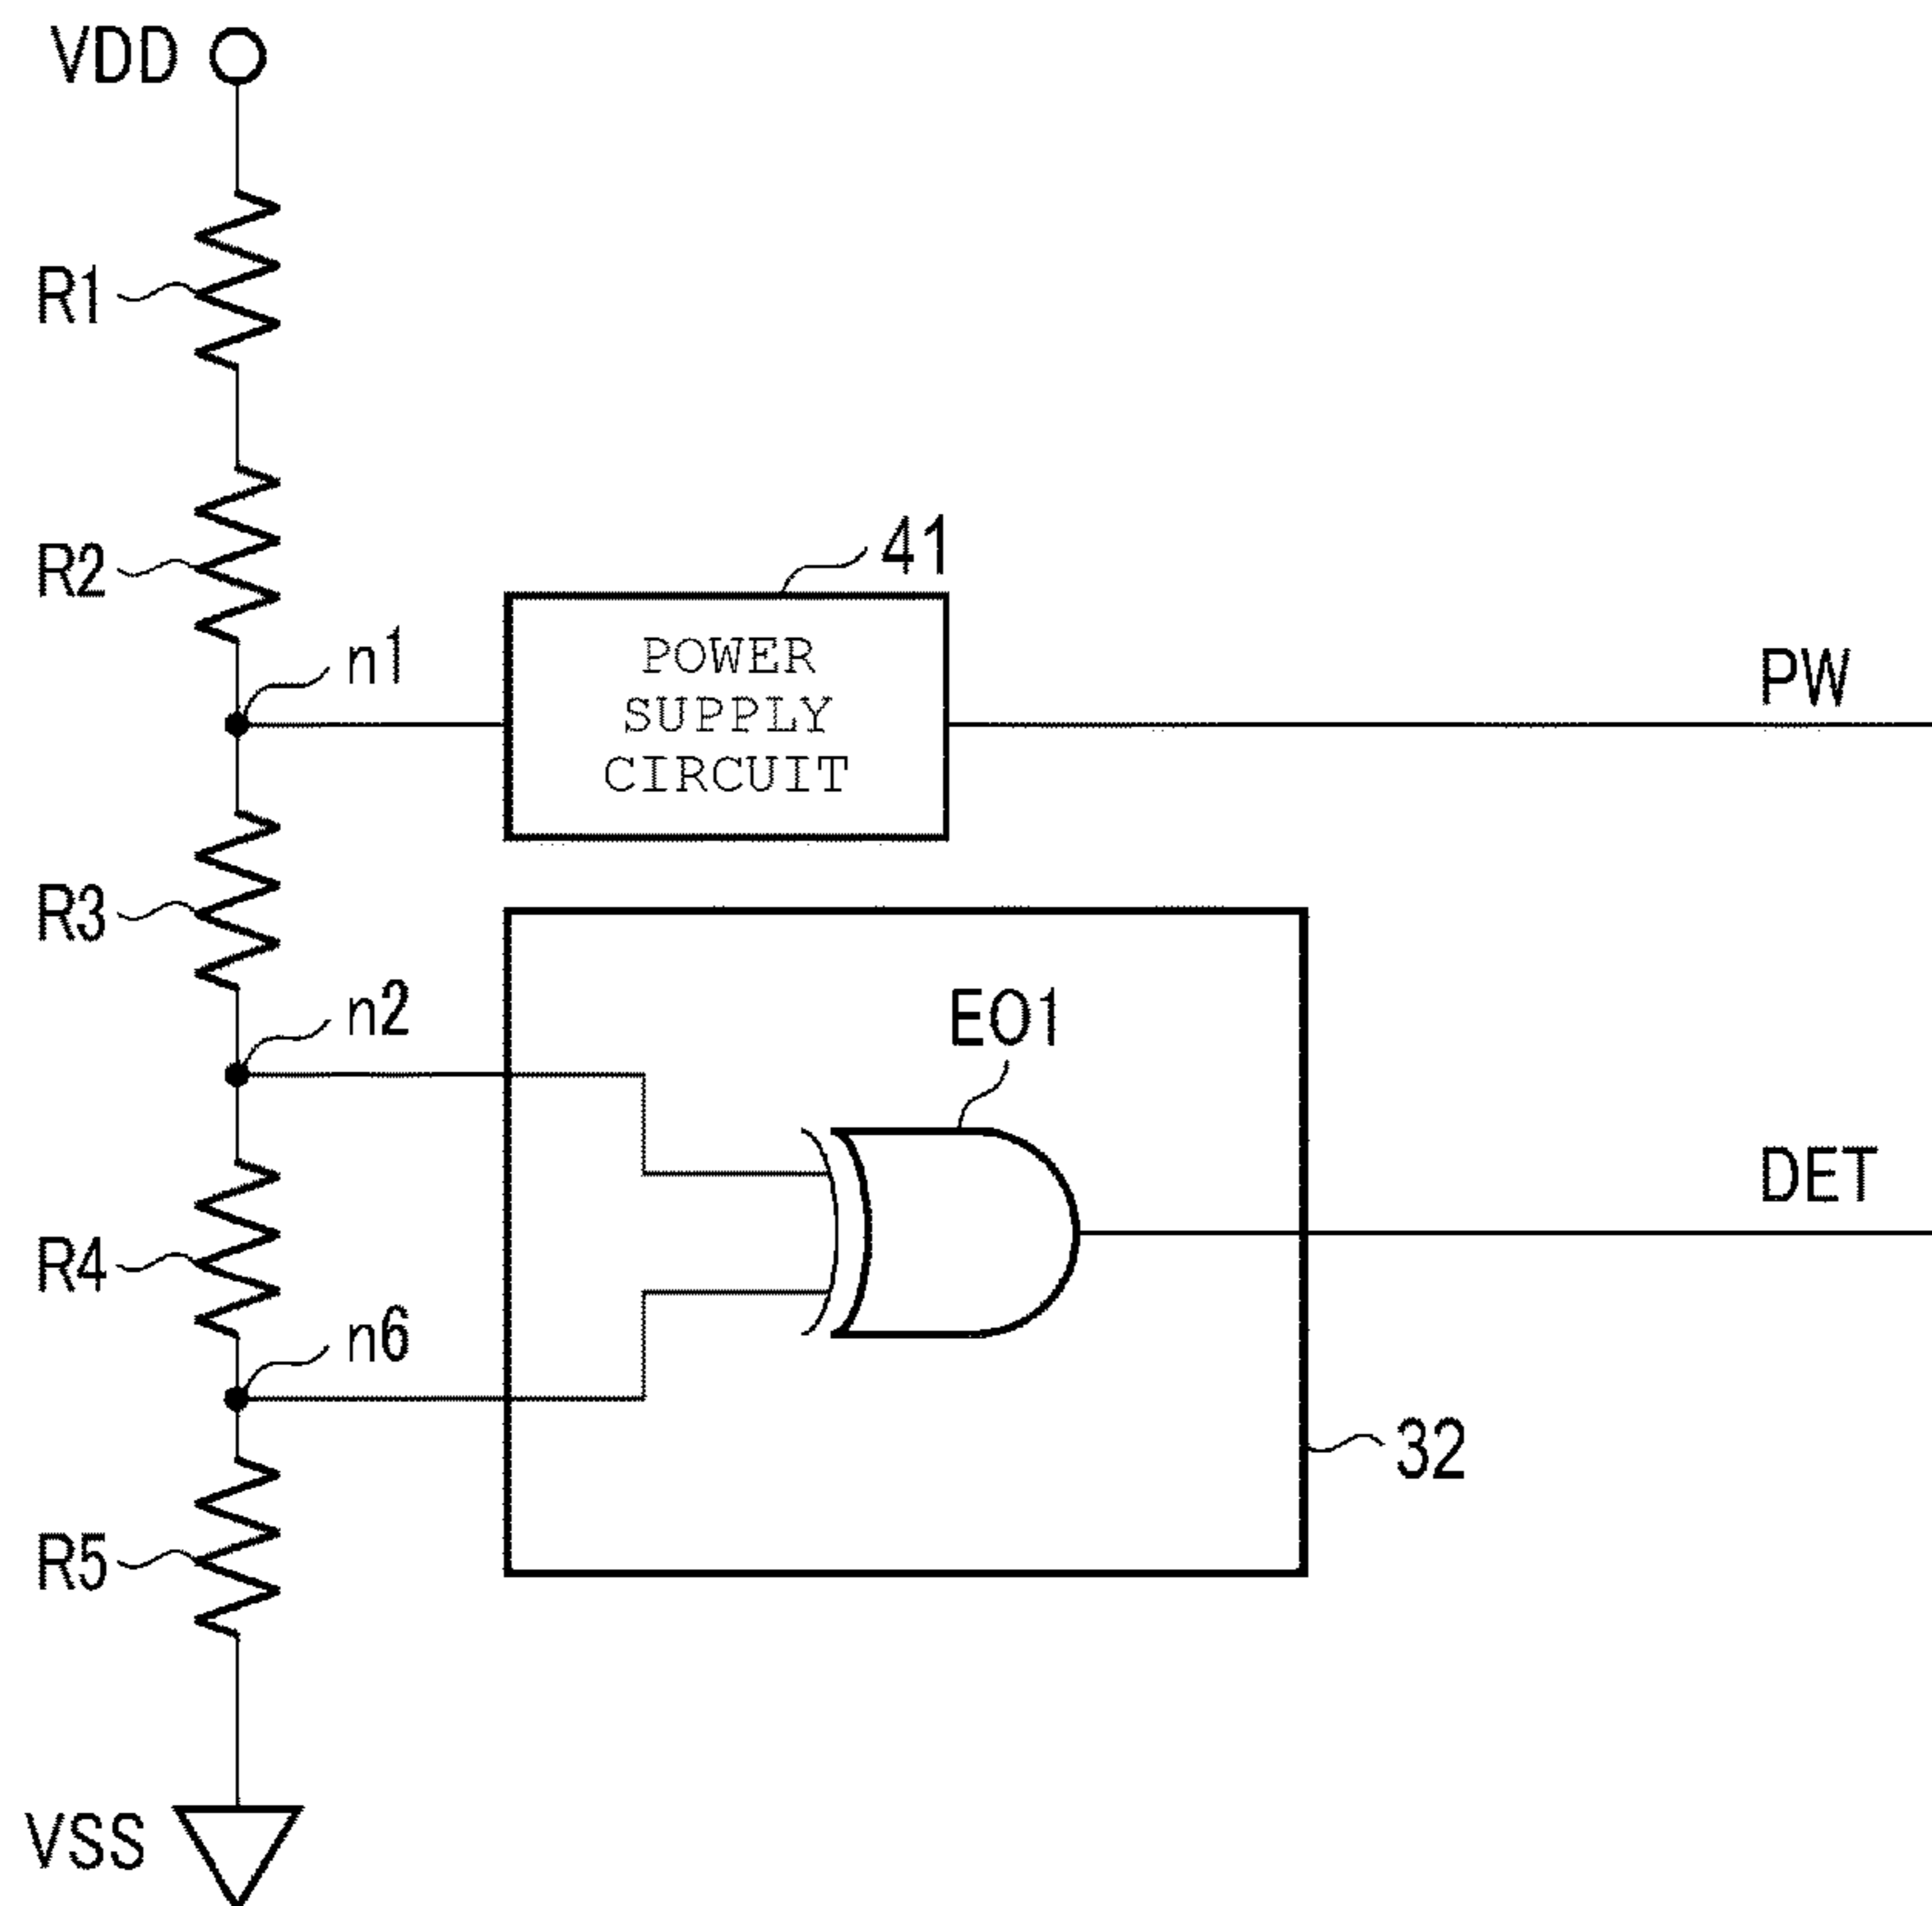 VDD
R1
R2
41
n1
POWER
SUPPLY
CIRCUIT
PW
R3
n2
EO1
DET
R4
n6
32
R5
VSS